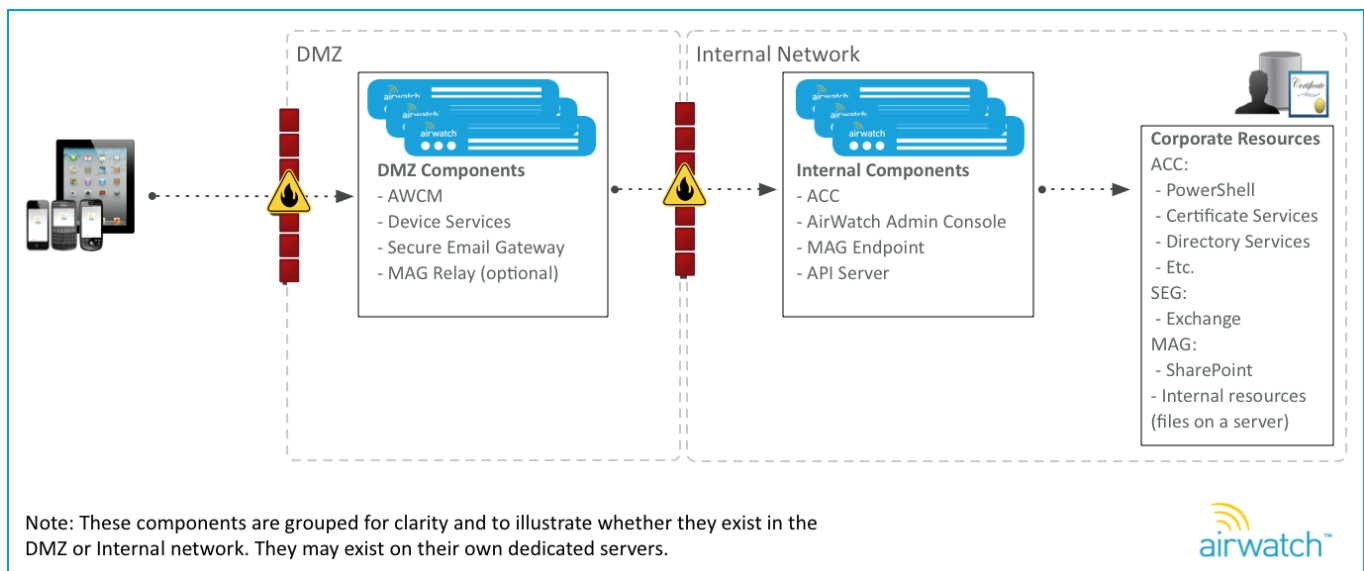 DMZ
Internal Network
airwatch
airwatch
airwatch
DMZ Components
- AWCM
- Device Services
- Secure Email Gateway
- MAG Relay (optional)
airwatch
airwatch
airwatch
Internal Components
- ACC
- AirWatch Admin Console
- MAG Endpoint
- API Server
Certificate
Corporate Resources
ACC:
- PowerShell
- Certificate Services
- Directory Services
- Etc.
SEG:
- Exchange
MAG:
- SharePoint
- Internal resources
(files on a server)
Note: These components are grouped for clarity and to illustrate whether they exist in the
DMZ or Internal network. They may exist on their own dedicated servers.
airwatch™